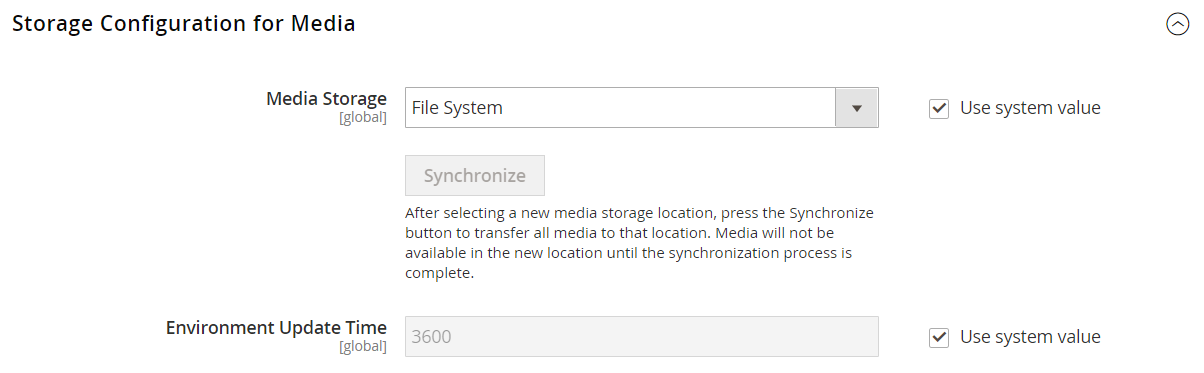 Storage Configuration for Media
Media Storage
[global]
File System
Use system value
Synchronize
After selecting a new media storage location, press the Synchronize
button to transfer all media to that location. Media will not be
available in the new location until the synchronization process is
complete.
Environment Update Time
[global]
3600
Use system value